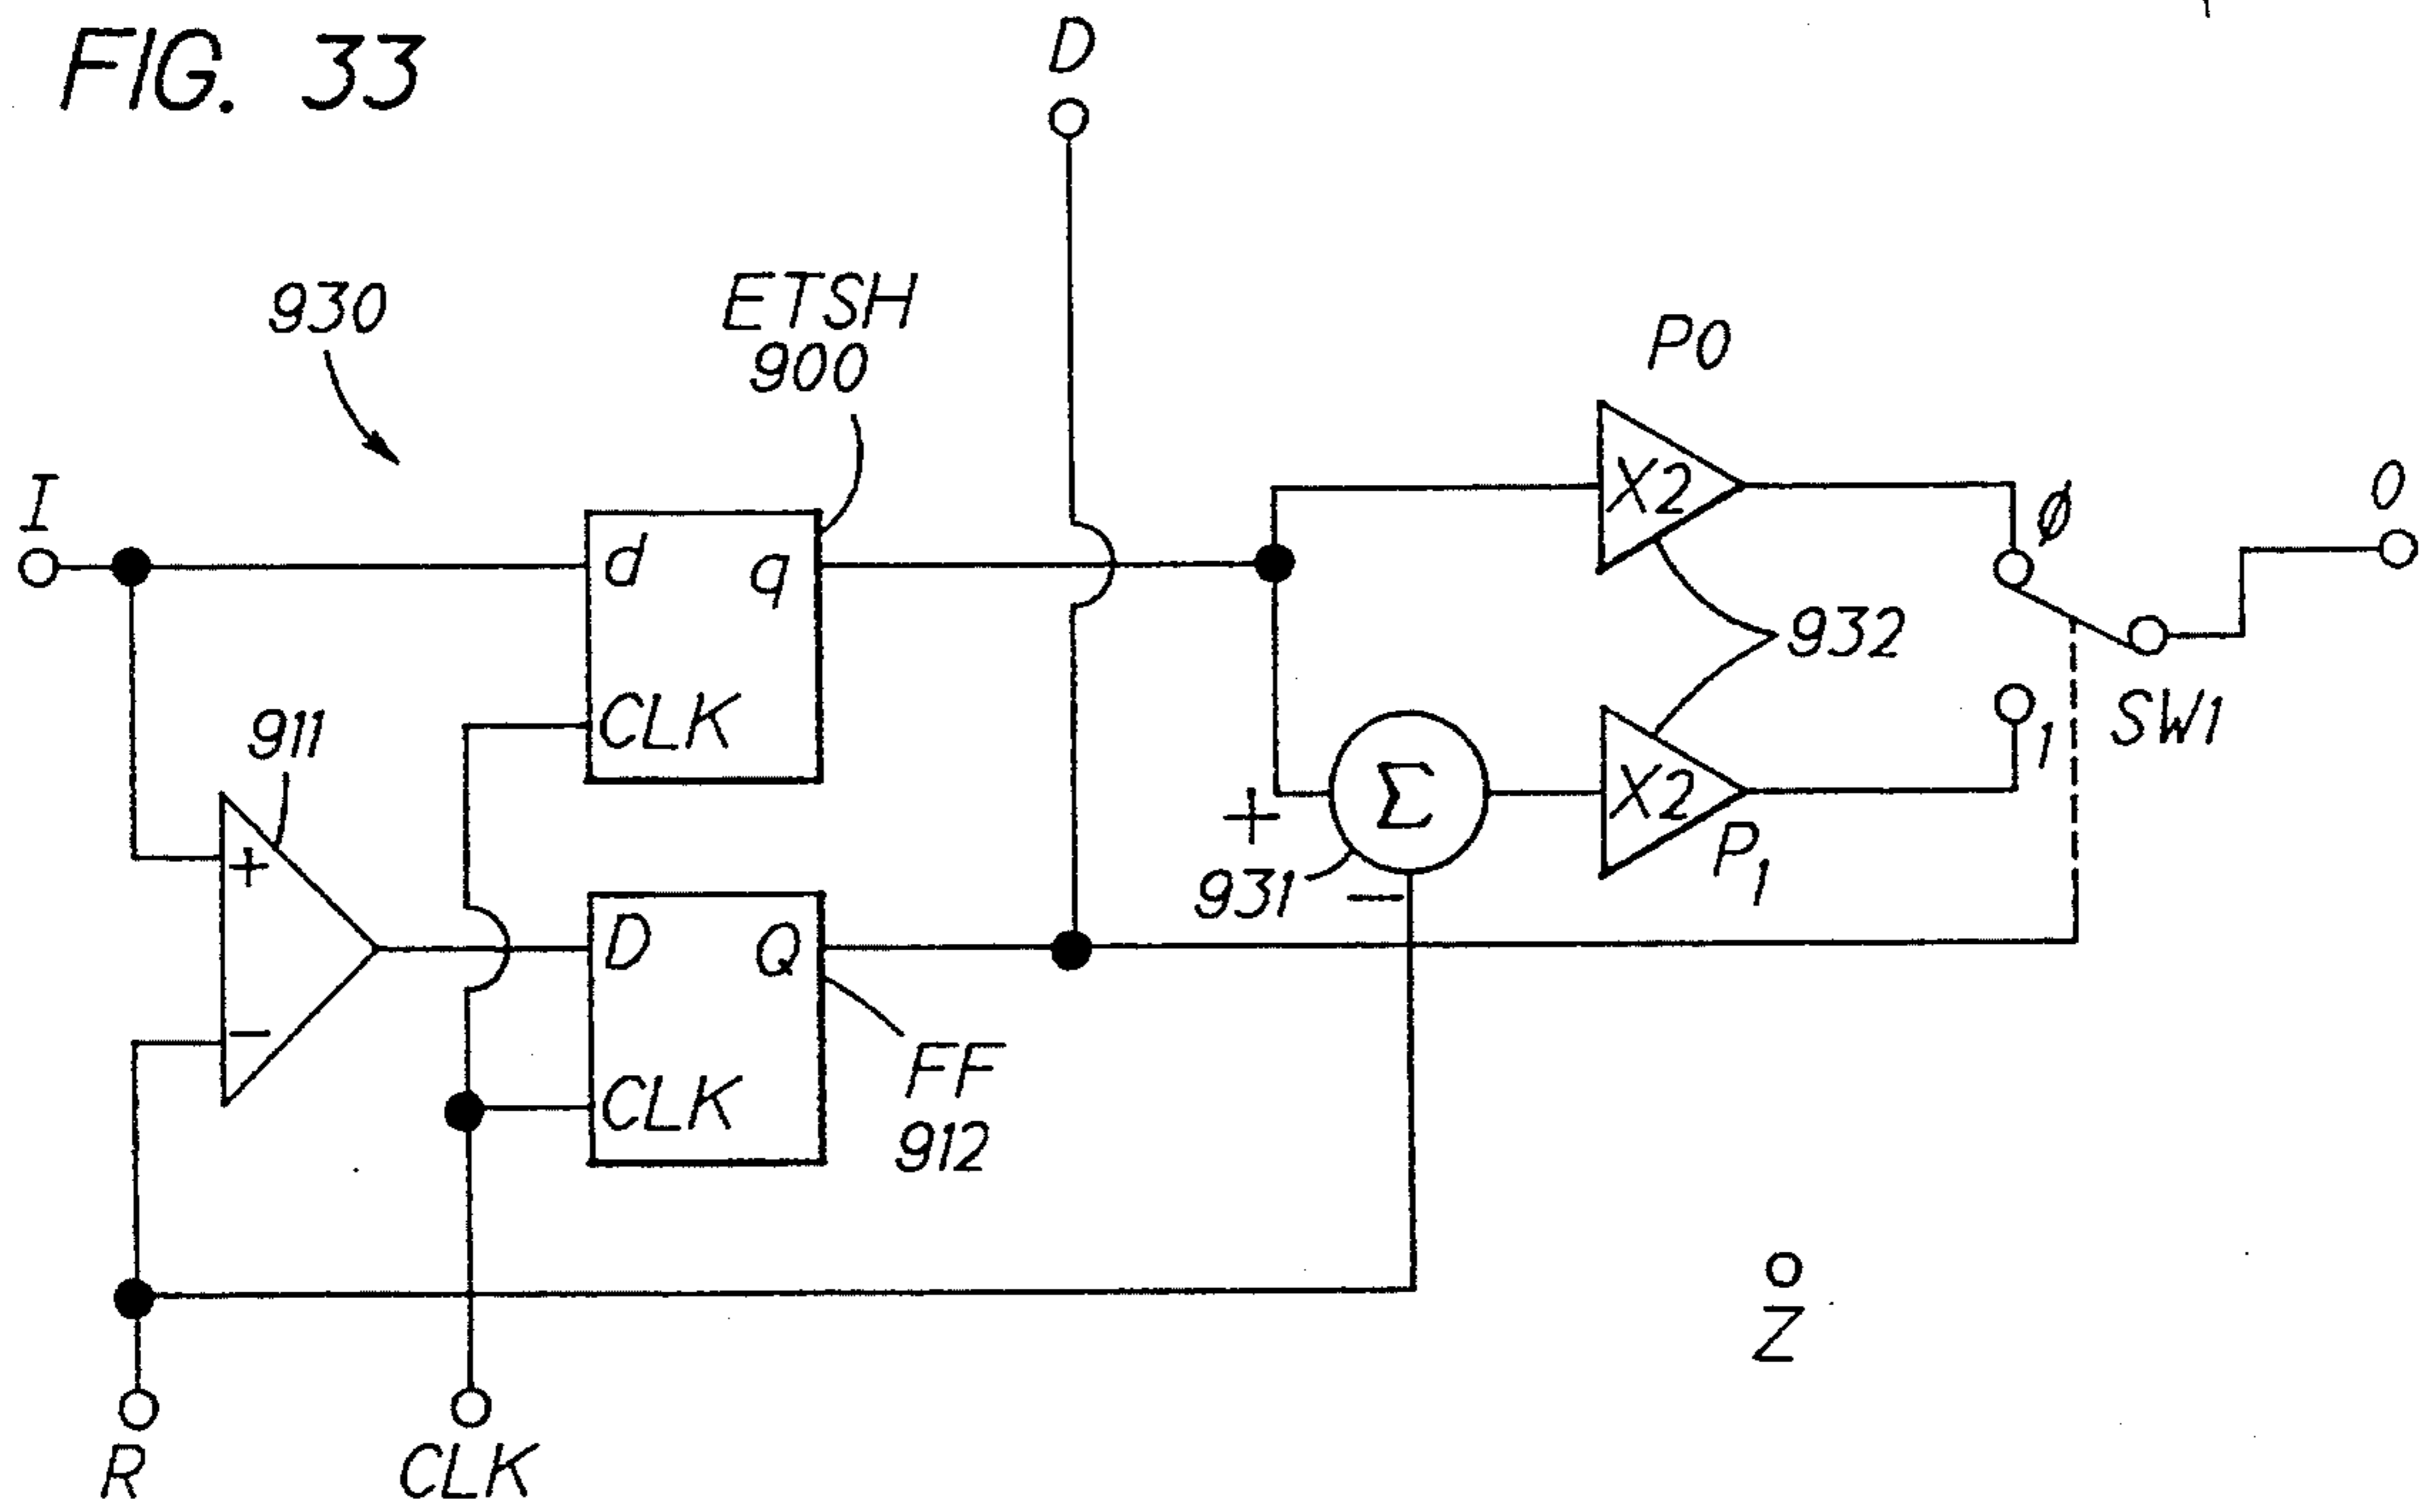 FIG. 33
D
930
ETSH
900
P0
I
d q
CLK
X2
Ø
O
932
911
+
−
Σ
+
−
931
X2
P1
1
SW1
D Q
CLK
FF
912
Z
R
CLK